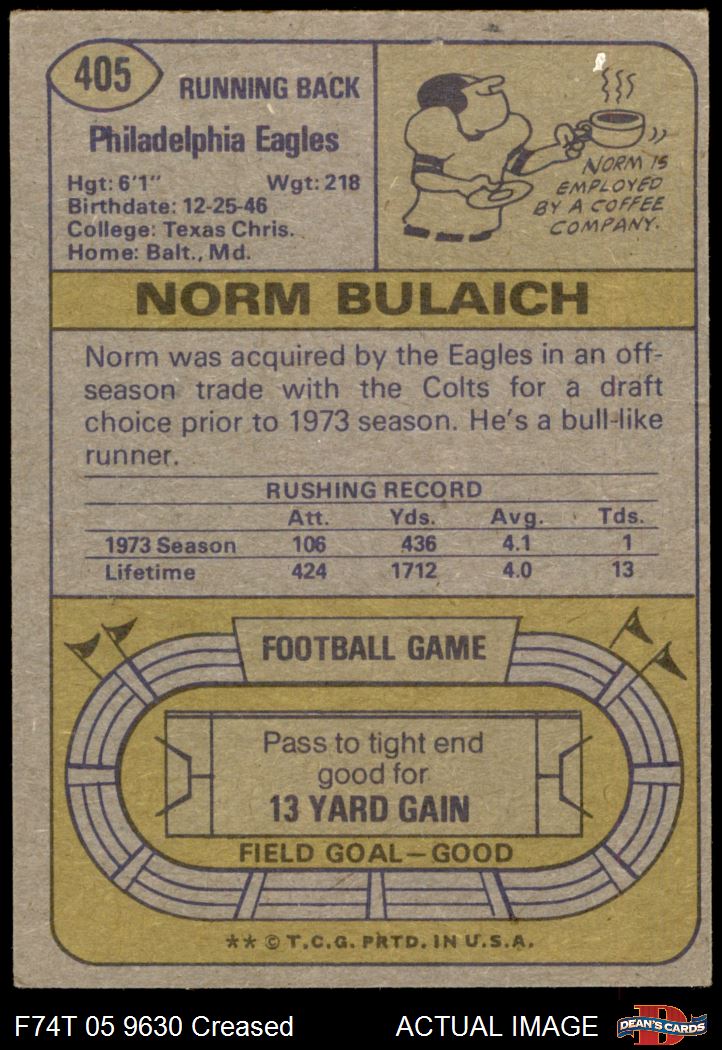 405
RUNNING BACK
Philadelphia Eagles
Hgt: 6'1" Wgt: 218
Birthdate: 12-25-46
College: Texas Chris.
Home: Balt., Md.
NORM IS
EMPLOYED
BY A COFFEE
COMPANY.
NORM BULAICH
Norm was acquired by the Eagles in an off-
season trade with the Colts for a draft
choice prior to 1973 season. He's a bull-like
runner.
RUSHING RECORD
Att. Yds. Avg. Tds.
1973 Season 106 436 4.1 1
Lifetime 424 1712 4.0 13
FOOTBALL GAME
Pass to tight end
good for
13 YARD GAIN
FIELD GOAL—GOOD
** © T.C.G. PRTD. IN U.S.A.
F74T 05 9630 Creased ACTUAL IMAGE
D
DEAN'S CARDS